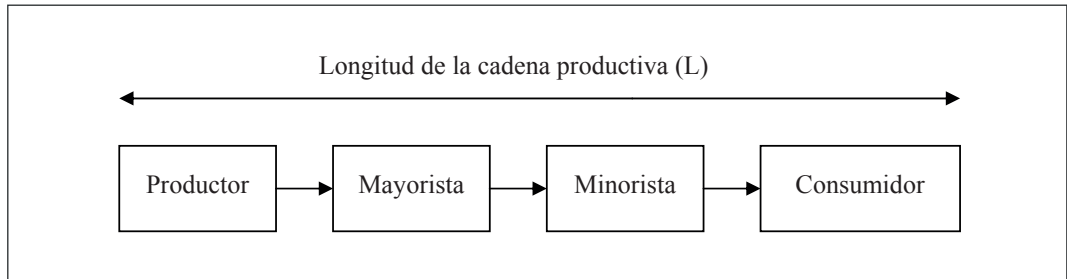 Longitud de la cadena productiva (L)
Productor Mayorista Minorista Consumidor